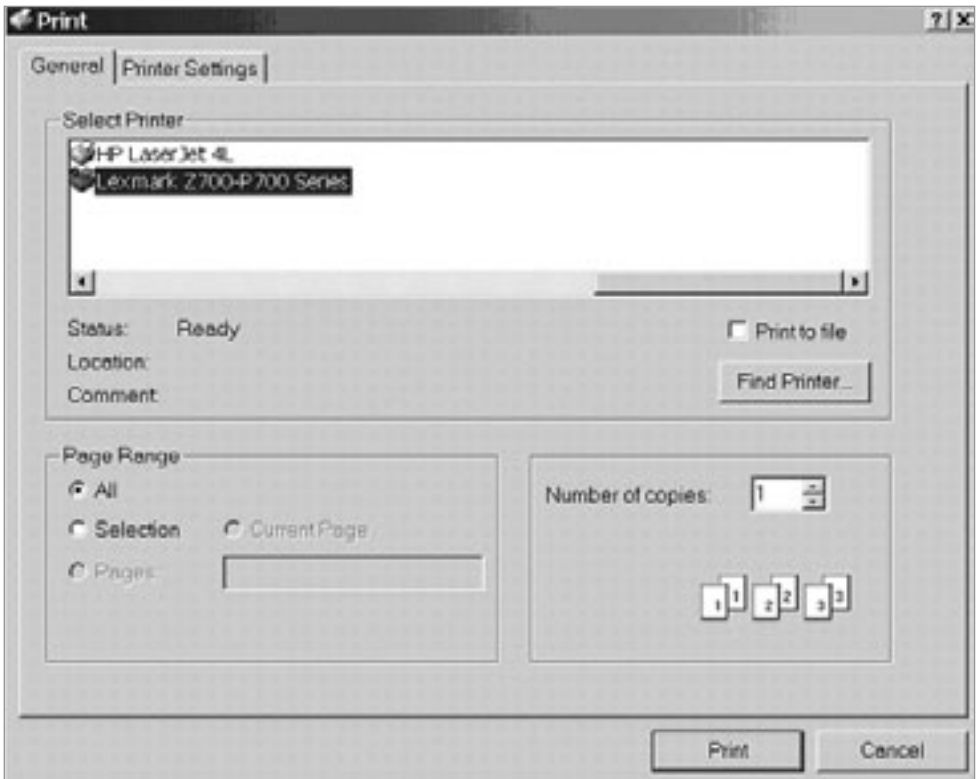 Print
General Printer Settings
Select Printer
HP LaserJet 4L
Lexmark Z700-P700 Series
Status: Ready
Print to file
Location:
Find Printer...
Comment:
Page Range
All
Number of copies: 1
Selection Current Page
Pages:
1 1 2 2 3 3
Print Cancel